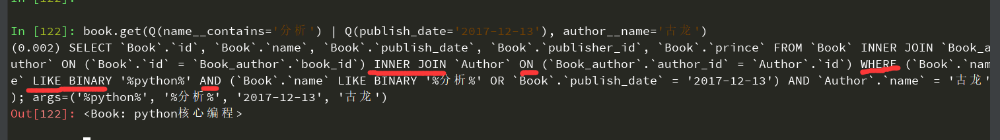 In [122]:
In [122]: book.get(Q(name__contains='分析') | Q(publish_date='2017-12-13'), author__name='古龙')
(0.002) SELECT `Book`.`id`, `Book`.`name`, `Book`.`publish_date`, `Book`.`publisher_id`, `Book`.`prince` FROM `Book` INNER JOIN `Book_a
uthor` ON (`Book`.`id` = `Book_author`.`book_id`) INNER JOIN `Author` ON (`Book_author`.`author_id` = `Author`.`id`) WHERE (`Book`.`nam
e` LIKE BINARY '%python%' AND (`Book`.`name` LIKE BINARY '%分析%' OR `Book`.`publish_date` = '2017-12-13') AND `Author`.`name` = '古龙'
); args=('%python%', '%分析%', '2017-12-13', '古龙')
Out[122]: <Book: python核心编程>